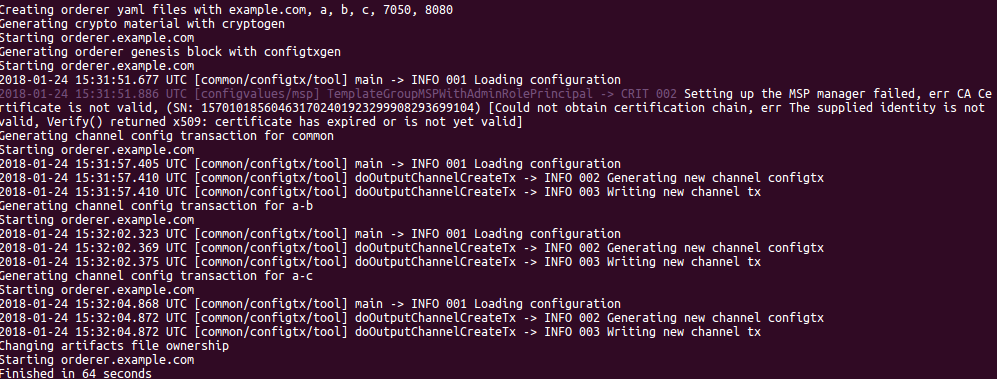 Creating orderer yaml files with example.com, a, b, c, 7050, 8080
Generating crypto material with cryptogen
Starting orderer.example.com
Generating orderer genesis block with configtxgen
Starting orderer.example.com
2018-01-24 15:31:51.677 UTC [common/configtx/tool] main -> INFO 001 Loading configuration
2018-01-24 15:31:51.886 UTC [configvalues/msp] TemplateGroupMSPWithAdminRolePrincipal -> CRIT 002 Setting up the MSP manager failed, err CA Ce
rtificate is not valid, (SN: 157010185604631702401923299908293699104) [Could not obtain certification chain, err The supplied identity is not
valid, Verify() returned x509: certificate has expired or is not yet valid]
Generating channel config transaction for common
Starting orderer.example.com
2018-01-24 15:31:57.405 UTC [common/configtx/tool] main -> INFO 001 Loading configuration
2018-01-24 15:31:57.410 UTC [common/configtx/tool] doOutputChannelCreateTx -> INFO 002 Generating new channel configtx
2018-01-24 15:31:57.410 UTC [common/configtx/tool] doOutputChannelCreateTx -> INFO 003 Writing new channel tx
Generating channel config transaction for a-b
Starting orderer.example.com
2018-01-24 15:32:02.323 UTC [common/configtx/tool] main -> INFO 001 Loading configuration
2018-01-24 15:32:02.369 UTC [common/configtx/tool] doOutputChannelCreateTx -> INFO 002 Generating new channel configtx
2018-01-24 15:32:02.375 UTC [common/configtx/tool] doOutputChannelCreateTx -> INFO 003 Writing new channel tx
Generating channel config transaction for a-c
Starting orderer.example.com
2018-01-24 15:32:04.868 UTC [common/configtx/tool] main -> INFO 001 Loading configuration
2018-01-24 15:32:04.872 UTC [common/configtx/tool] doOutputChannelCreateTx -> INFO 002 Generating new channel configtx
2018-01-24 15:32:04.872 UTC [common/configtx/tool] doOutputChannelCreateTx -> INFO 003 Writing new channel tx
Changing artifacts file ownership
Starting orderer.example.com
Finished in 64 seconds